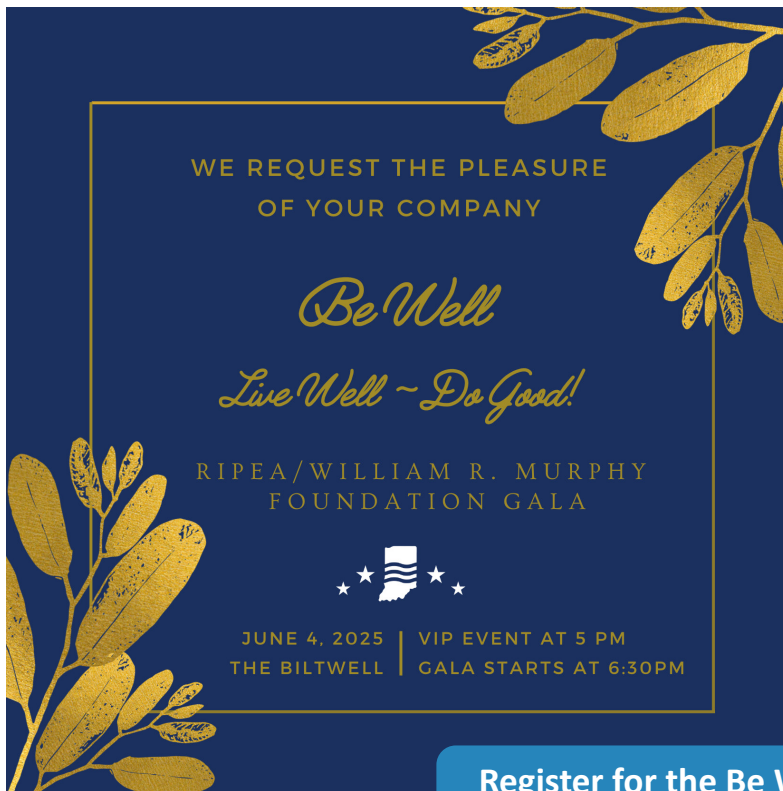 WE REQUEST THE PLEASURE
OF YOUR COMPANY
Be Well
Live Well ~ Do Good!
RIPEA/WILLIAM R. MURPHY
FOUNDATION GALA
JUNE 4, 2025 | VIP EVENT AT 5 PM
THE BILTWELL | GALA STARTS AT 6:30PM
Register for the Be